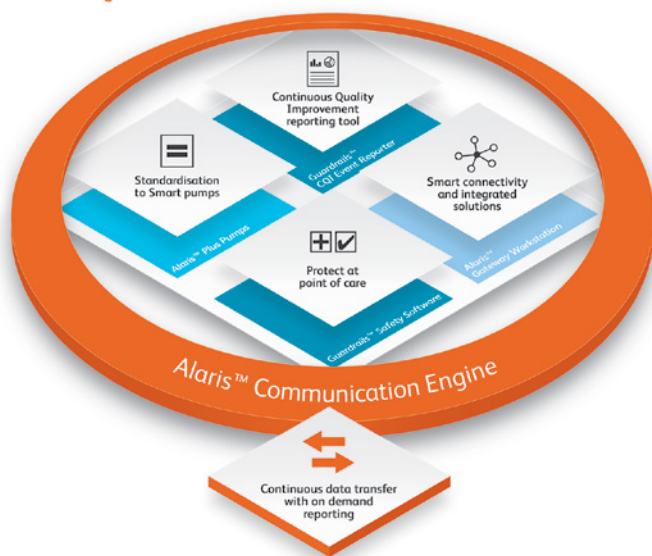 Continuous Quality
Improvement
reporting tool
Guardrails™
CQI Event Reporter
Standardisation
to Smart pumps
Alaris™ Plus Pumps
Smart connectivity
and integrated
solutions
Alaris™
Gateway Workstation
Protect at
point of care
Guardrails™ Safety Software
Alaris™ Communication Engine
Continuous data transfer
with on demand
reporting